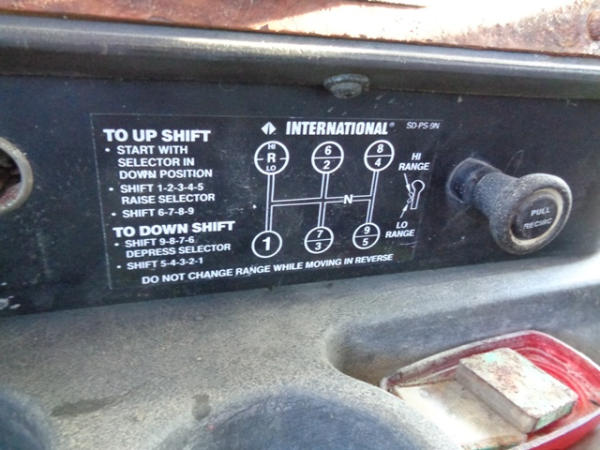 INTERNATIONAL®
SD-PS-9N
TO UP SHIFT
• START WITH
SELECTOR IN
DOWN POSITION
• SHIFT 1-2-3-4-5
RAISE SELECTOR
• SHIFT 6-7-8-9
TO DOWN SHIFT
• SHIFT 9-8-7-6
DEPRESS SELECTOR
• SHIFT 5-4-3-2-1
DO NOT CHANGE RANGE WHILE MOVING IN REVERSE
HI
R
LO
6
2
8
4
N
1
7
3
9
5
HI
RANGE
LO
RANGE
PULL